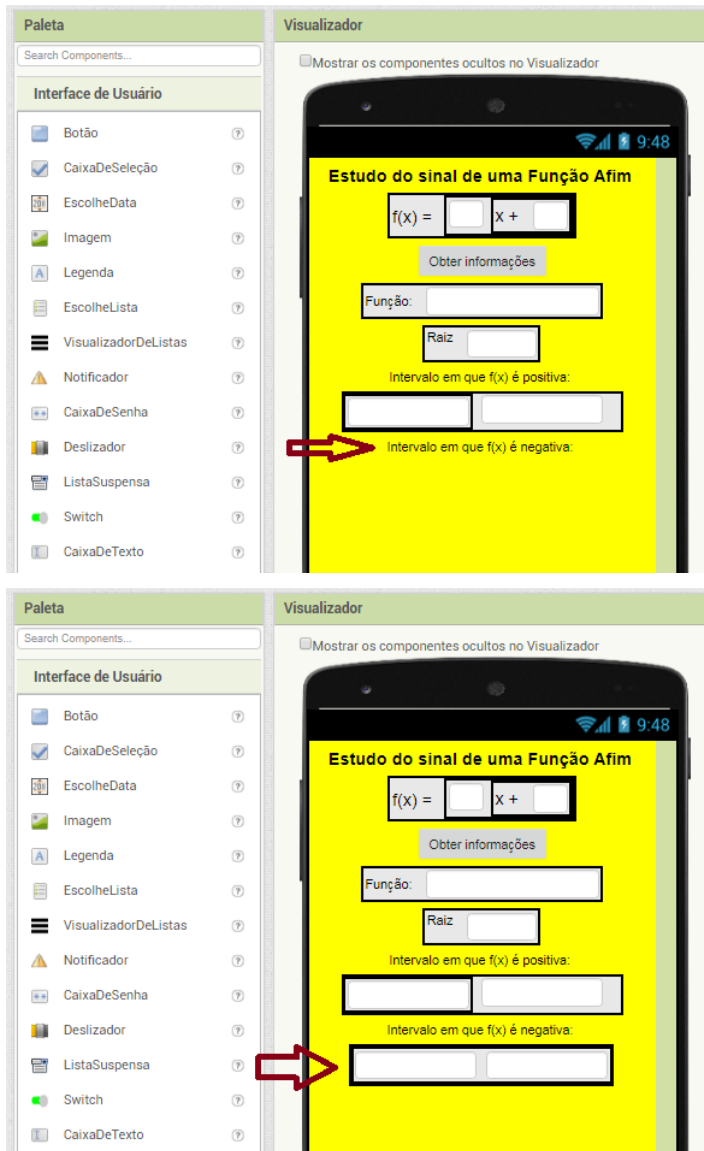 Paleta
Visualizador
Search Components...
Mostrar os componentes ocultos no Visualizador
Interface de Usuário
Botão
CaixaDeSeleção
EscolheData
Imagem
Legenda
EscolheLista
VisualizadorDeListas
Notificador
CaixaDeSenha
Deslizador
ListaSuspensa
Switch
CaixaDeTexto
9:48
Estudo do sinal de uma Função Afim
f(x) = x +
Obter informações
Função:
Raiz
Intervalo em que f(x) é positiva:
Intervalo em que f(x) é negativa:
Paleta
Visualizador
Search Components...
Mostrar os componentes ocultos no Visualizador
Interface de Usuário
Botão
CaixaDeSeleção
EscolheData
Imagem
Legenda
EscolheLista
VisualizadorDeListas
Notificador
CaixaDeSenha
Deslizador
ListaSuspensa
Switch
CaixaDeTexto
9:48
Estudo do sinal de uma Função Afim
f(x) = x +
Obter informações
Função:
Raiz
Intervalo em que f(x) é positiva:
Intervalo em que f(x) é negativa: